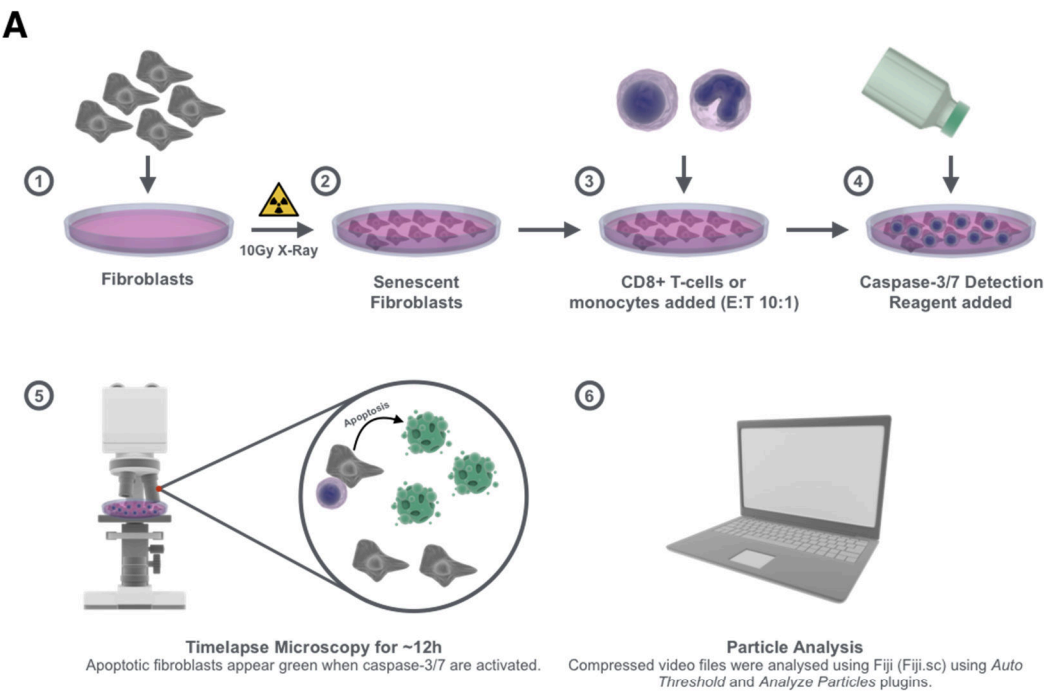 A
1
2
3
4
10Gy X-Ray
Fibroblasts
Senescent
Fibroblasts
CD8+ T-cells or
monocytes added (E:T 10:1)
Caspase-3/7 Detection
Reagent added
5
6
Apoptosis
Timelapse Microscopy for ~12h
Apoptotic fibroblasts appear green when caspase-3/7 are activated.
Particle Analysis
Compressed video files were analysed using Fiji (Fiji.sc) using Auto
Threshold and Analyze Particles plugins.